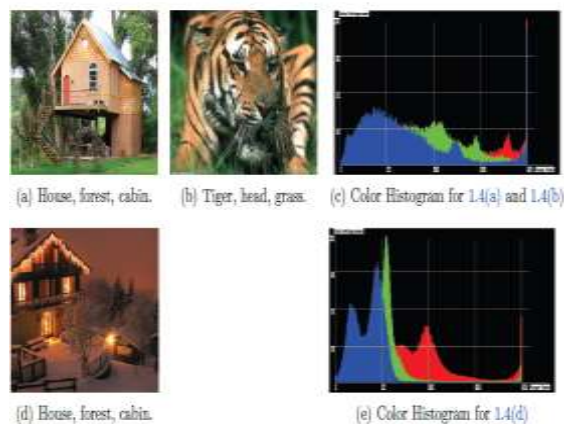 (a) House, forest, cabin.
(b) Tiger, head, grass.
(c) Color Histogram for 1.4(a) and 1.4(b)
(d) House, forest, cabin.
(e) Color Histogram for 1.4(d)